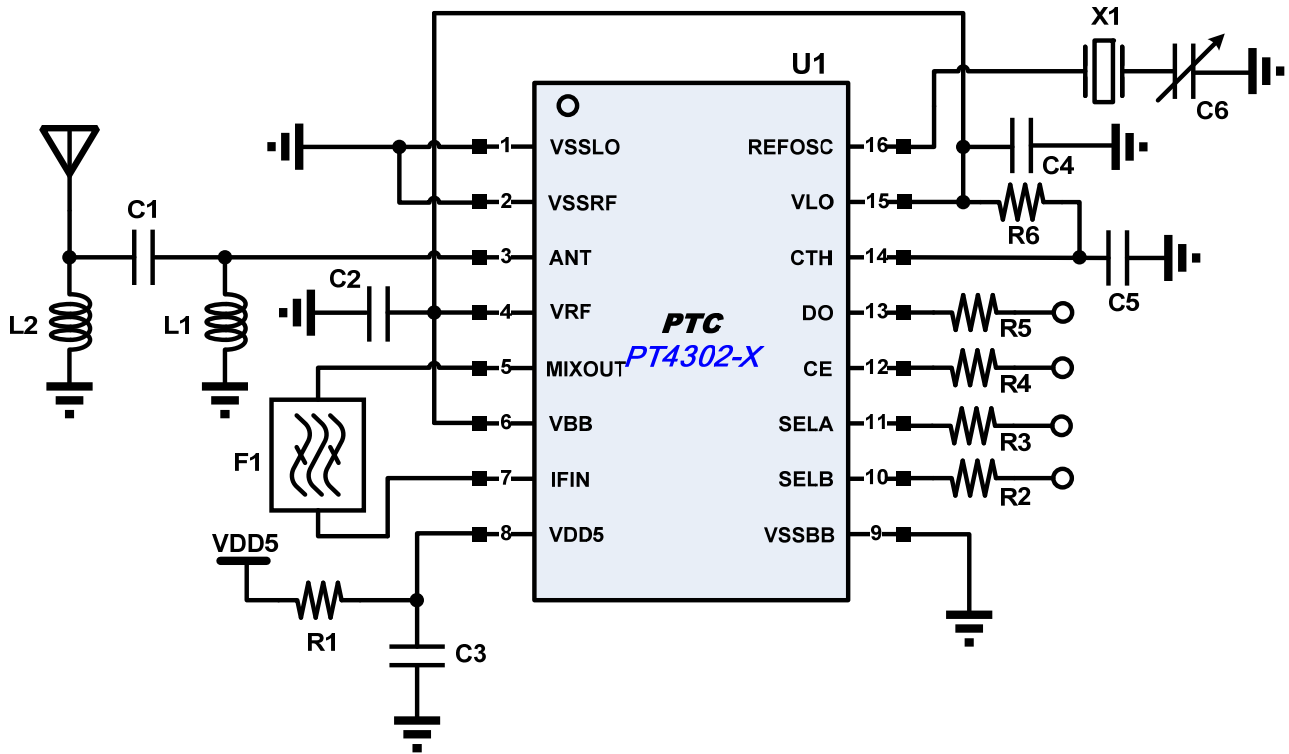 X1
U1
C6
1 VSSLO REFOSC 16
C4
C1
2 VSSRF VLO 15
R6
3 ANT CTH 14
C2
C5
L2 L1
4 VRF DO 13
R5
PTC
PT4302-X
5 MIXOUT CE 12
R4
6 VBB SELA 11
R3
F1
7 IFIN SELB 10
R2
VDD5
8 VDD5 VSSBB 9
R1
C3